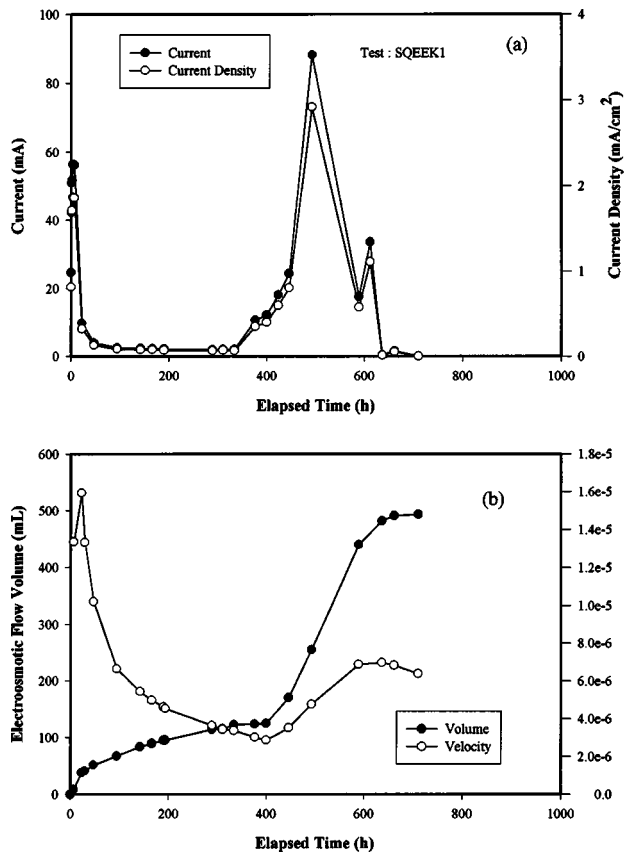 100
80
60
40
20
0
Current (mA)
Current
Current Density
Test : SQEEK1
(a)
4
3
2
1
0
Current Density (mA/cm²)
0
200
400
600
800
1000
Elapsed Time (h)
600
500
400
300
200
100
0
Electroosmotic Flow Volume (mL)
(b)
Volume
Velocity
1.8e-5
1.6e-5
1.4e-5
1.2e-5
1.0e-5
8.0e-6
6.0e-6
4.0e-6
2.0e-6
0.0
0
200
400
600
800
1000
Elapsed Time (h)